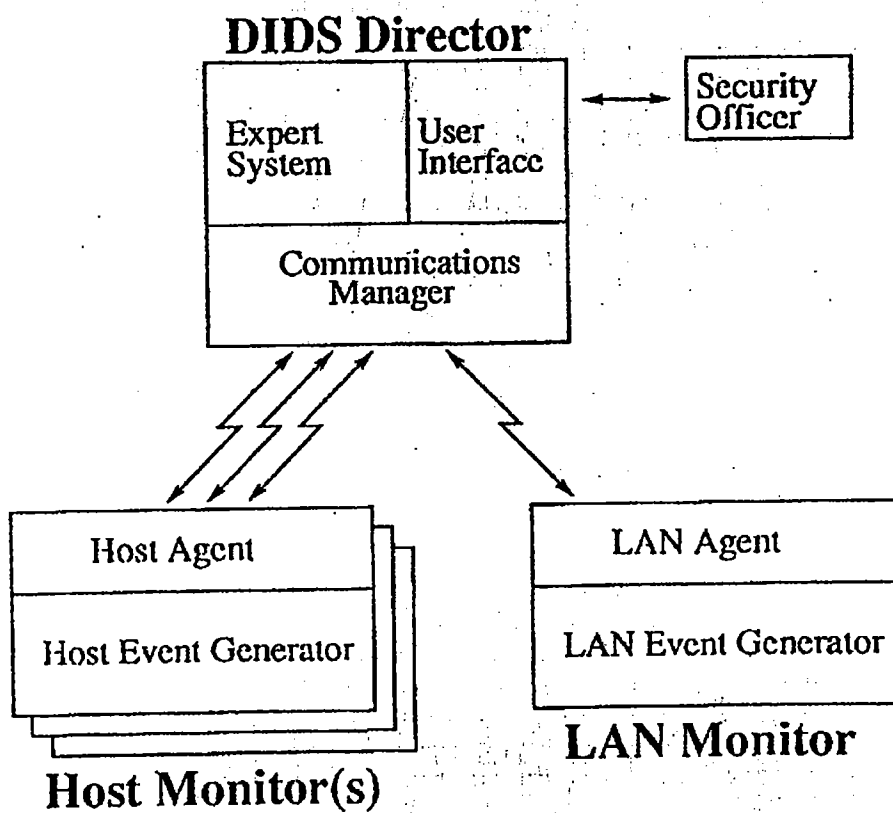 DIDS Director
Expert
System
User
Interface
Security
Officer
Communications
Manager
Host Agent
Host Event Generator
Host Monitor(s)
LAN Agent
LAN Event Generator
LAN Monitor